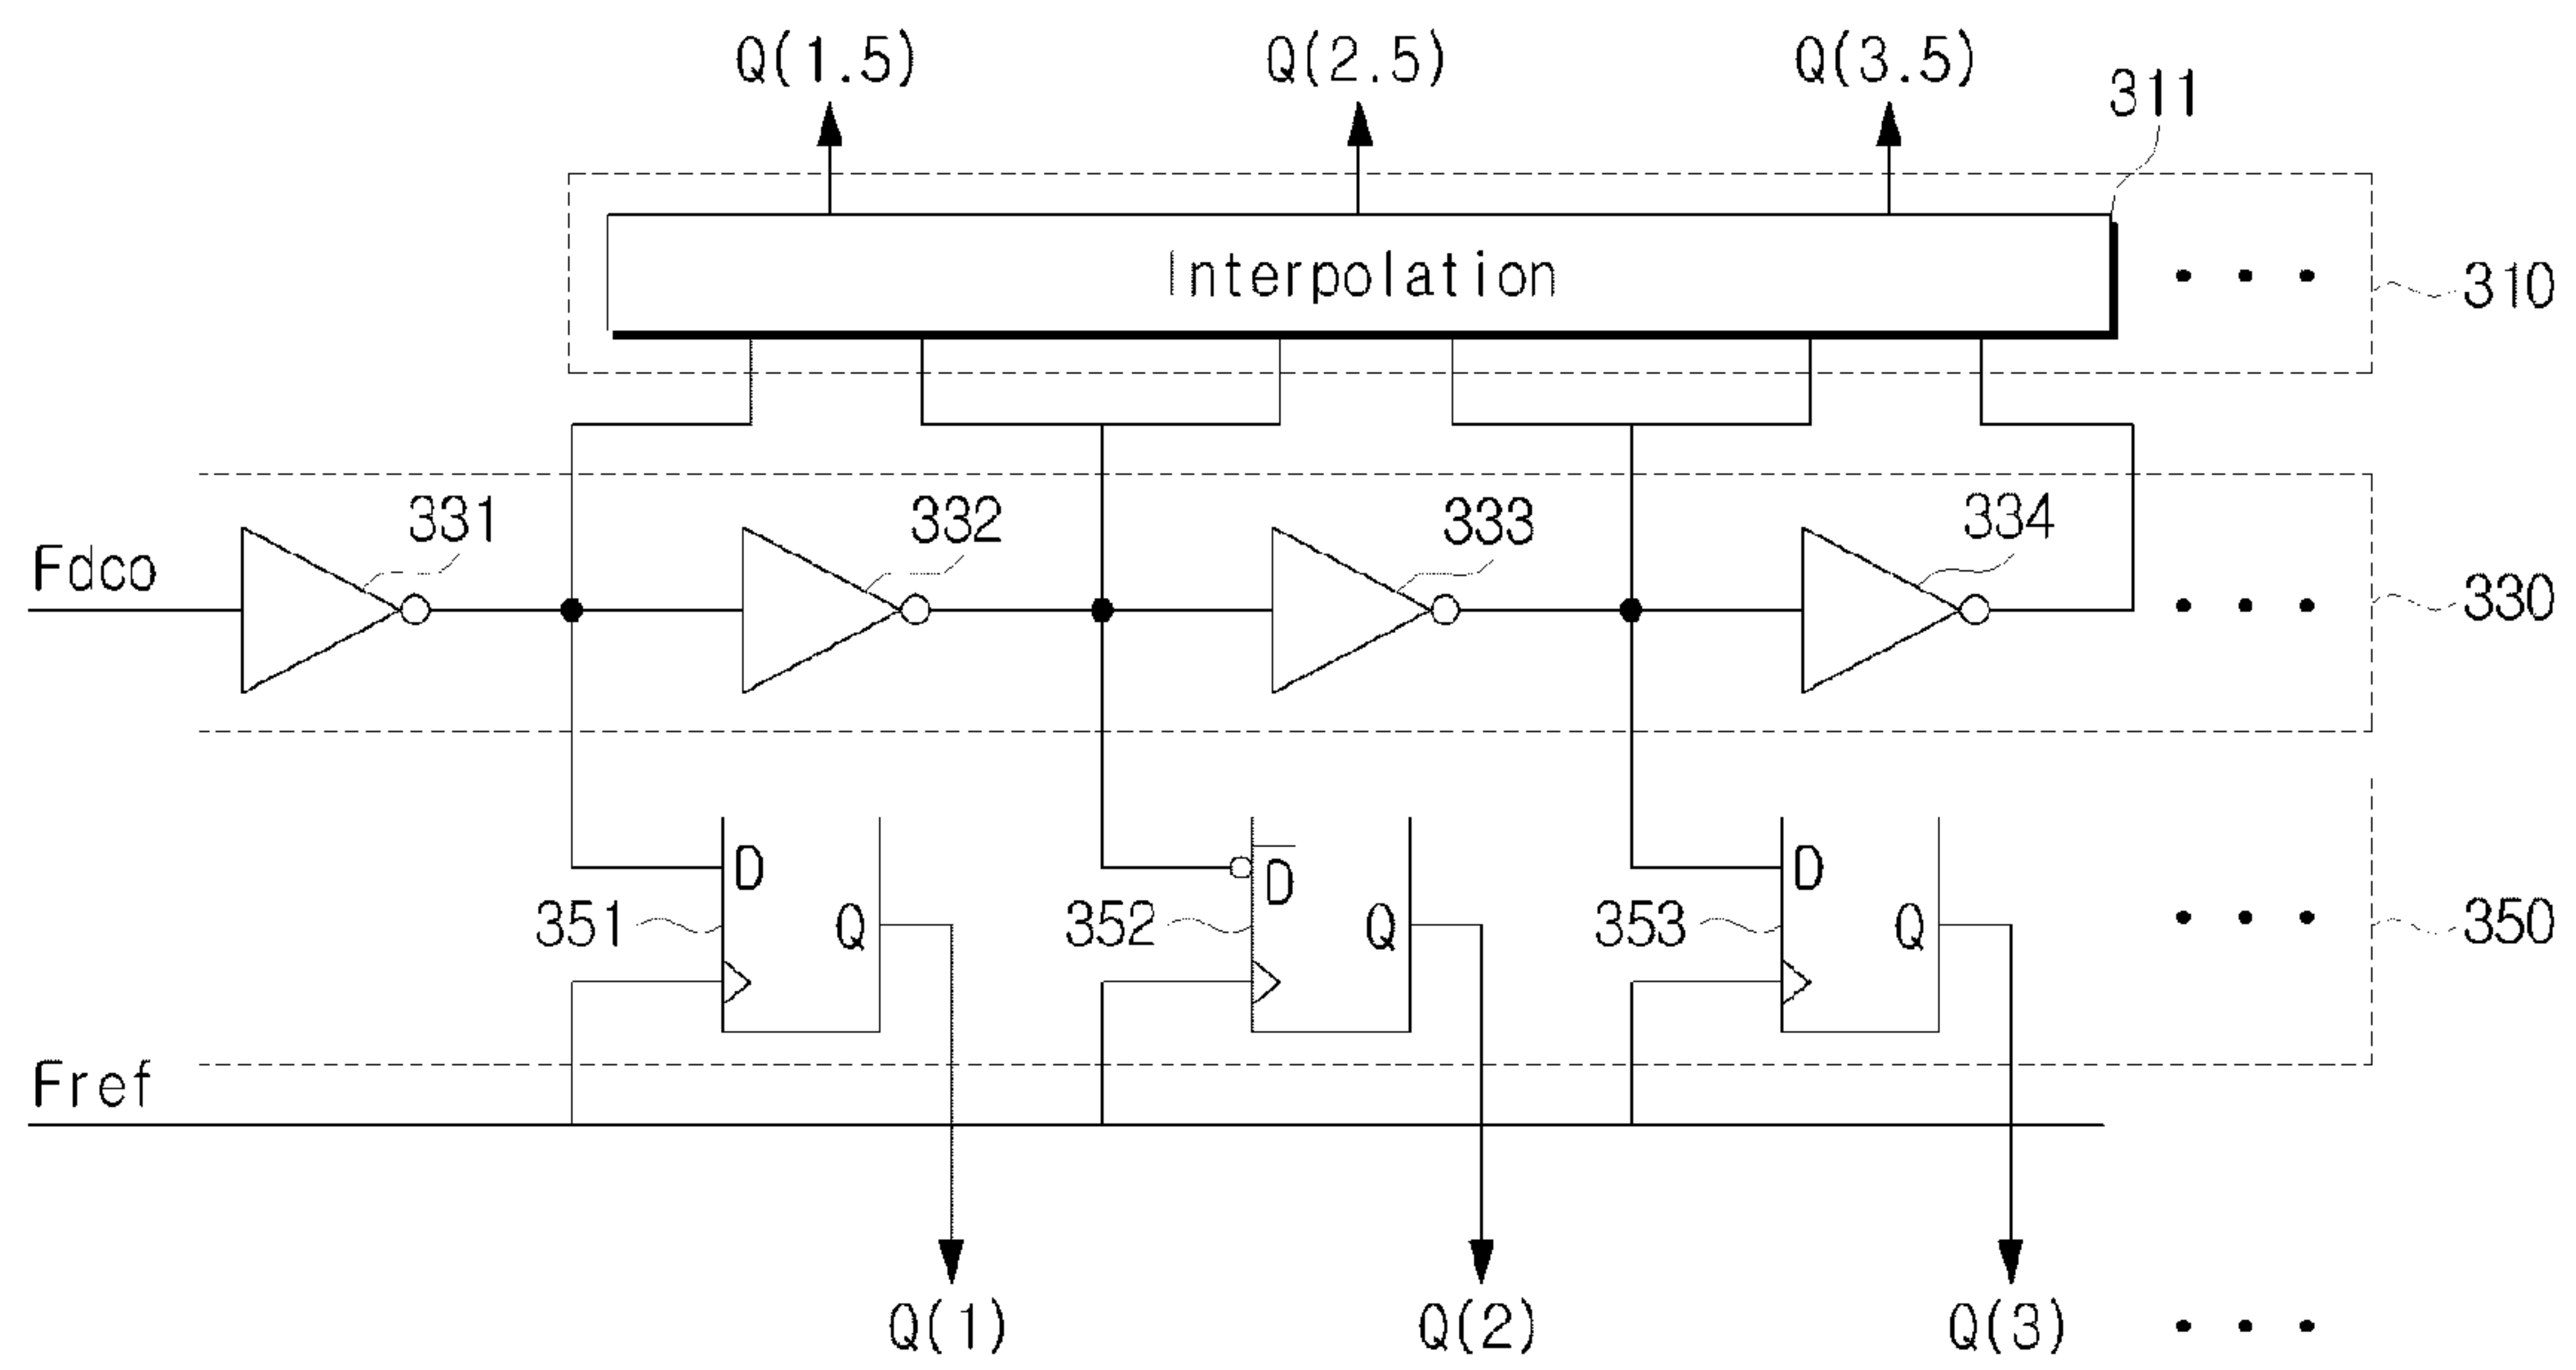 Q(1.5) Q(2.5) Q(3.5)
311
Interpolation
310
331 332 333 334
Fdco
330
D D D
351 Q 352 Q 353 Q
350
Fref
Q(1) Q(2) Q(3)